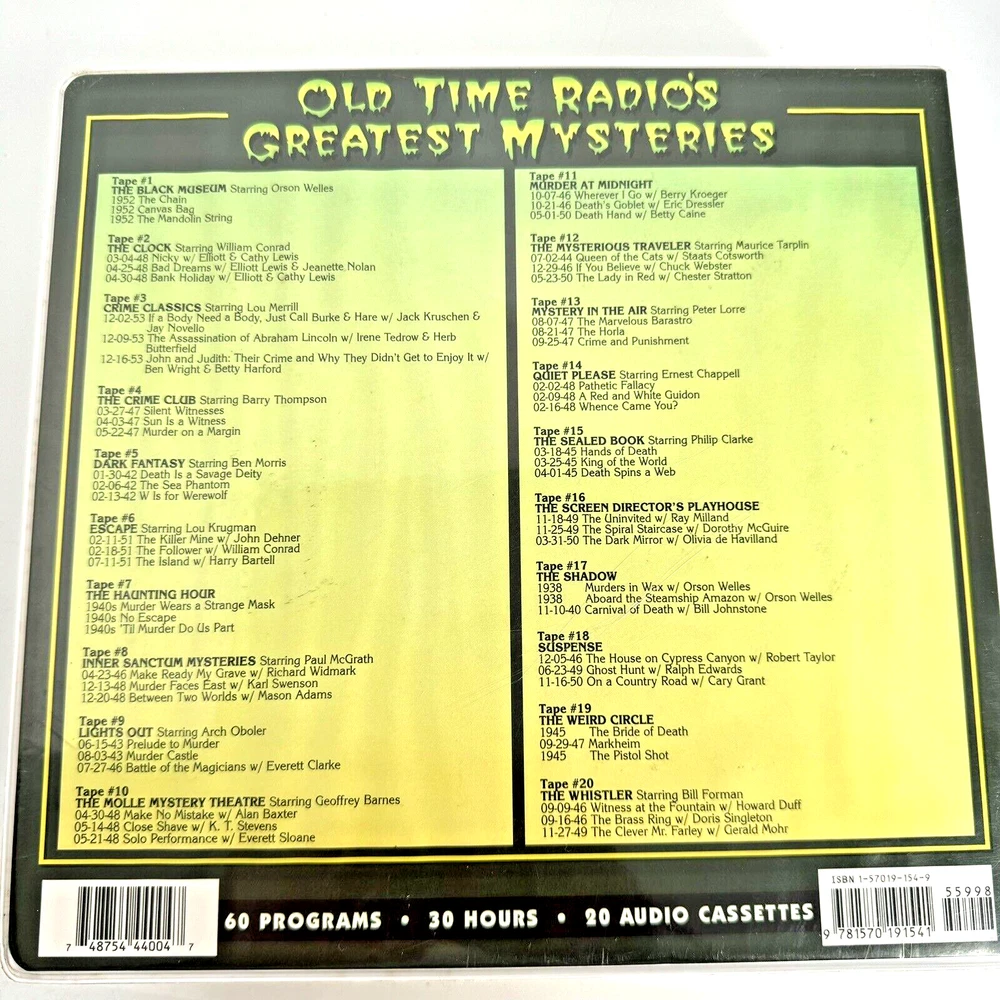 OLD TIME RADIO'S
GREATEST MYSTERIES
Tape #1
THE BLACK MUSEUM Starring Orson Welles
1952 The Chain
1952 Canvas Bag
1952 The Mandolin String
Tape #2
THE CLOCK Starring William Conrad
03-04-48 Nicky w/ Elliott & Cathy Lewis
04-25-48 Bad Dreams w/ Elliott Lewis & Jeanette Nolan
04-30-48 Bank Holiday w/ Elliott & Cathy Lewis
Tape #3
CRIME CLASSICS Starring Lou Merrill
12-02-53 If a Body Need a Body, Just Call Burke & Hare w/ Jack Kruschen &
Jay Novello
12-09-53 The Assassination of Abraham Lincoln w/ Irene Tedrow & Herb
Butterfield
12-16-53 John and Judith: Their Crime and Why They Didn't Get to Enjoy It w/
Ben Wright & Betty Harford
Tape #4
THE CRIME CLUB Starring Barry Thompson
03-27-47 Silent Witnesses
04-03-47 Sun Is a Witness
05-22-47 Murder on a Margin
Tape #5
DARK FANTASY Starring Ben Morris
01-30-42 Death Is a Savage Deity
02-06-42 The Sea Phantom
02-13-42 W Is for Werewolf
Tape #6
ESCAPE Starring Lou Krugman
02-11-51 The Killer Mine w/ John Dehner
02-18-51 The Follower w/ William Conrad
07-11-51 The Island w/ Harry Bartell
Tape #7
THE HAUNTING HOUR
1940s Murder Wears a Strange Mask
1940s No Escape
1940s 'Til Murder Do Us Part
Tape #8
INNER SANCTUM MYSTERIES Starring Paul McGrath
04-23-46 Make Ready My Grave w/ Richard Widmark
12-13-48 Murder Faces East w/ Karl Swenson
12-20-48 Between Two Worlds w/ Mason Adams
Tape #9
LIGHTS OUT Starring Arch Oboler
06-15-43 Prelude to Murder
08-03-43 Murder Castle
07-27-46 Battle of the Magicians w/ Everett Clarke
Tape #10
THE MOLLE MYSTERY THEATRE Starring Geoffrey Barnes
04-30-48 Make No Mistake w/ Alan Baxter
05-14-48 Close Shave w/ K. T. Stevens
05-21-48 Solo Performance w/ Everett Sloane
Tape #11
MURDER AT MIDNIGHT
10-07-46 Wherever I Go w/ Berry Kroeger
10-21-46 Death's Goblet w/ Eric Dressler
05-01-50 Death Hand w/ Betty Caine
Tape #12
THE MYSTERIOUS TRAVELER Starring Maurice Tarplin
07-02-44 Queen of the Cats w/ Staats Cotsworth
12-29-46 If You Believe w/ Chuck Webster
05-23-50 The Lady in Red w/ Chester Stratton
Tape #13
MYSTERY IN THE AIR Starring Peter Lorre
08-07-47 The Marvelous Barastro
08-21-47 The Horla
09-25-47 Crime and Punishment
Tape #14
QUIET PLEASE Starring Ernest Chappell
02-02-48 Pathetic Fallacy
02-09-48 A Red and White Guidon
02-16-48 Whence Came You?
Tape #15
THE SEALED BOOK Starring Philip Clarke
03-18-45 Hands of Death
03-25-45 King of the World
04-01-45 Death Spins a Web
Tape #16
THE SCREEN DIRECTOR'S PLAYHOUSE
11-18-49 The Uninvited w/ Ray Milland
11-25-49 The Spiral Staircase w/ Dorothy McGuire
03-31-50 The Dark Mirror w/ Olivia de Havilland
Tape #17
THE SHADOW
1938 Murders in Wax w/ Orson Welles
1938 Aboard the Steamship Amazon w/ Orson Welles
11-10-40 Carnival of Death w/ Bill Johnstone
Tape #18
SUSPENSE
12-05-46 The House on Cypress Canyon w/ Robert Taylor
06-23-49 Ghost Hunt w/ Ralph Edwards
11-16-50 On a Country Road w/ Cary Grant
Tape #19
THE WEIRD CIRCLE
1945 The Bride of Death
09-29-47 Markheim
1945 The Pistol Shot
Tape #20
THE WHISTLER Starring Bill Forman
09-09-46 Witness at the Fountain w/ Howard Duff
09-16-46 The Brass Ring w/ Doris Singleton
11-27-49 The Clever Mr. Farley w/ Gerald Mohr
7 48754 44004 7
60 PROGRAMS • 30 HOURS • 20 AUDIO CASSETTES
ISBN 1-57019-154-9
55998
9 781570 191541